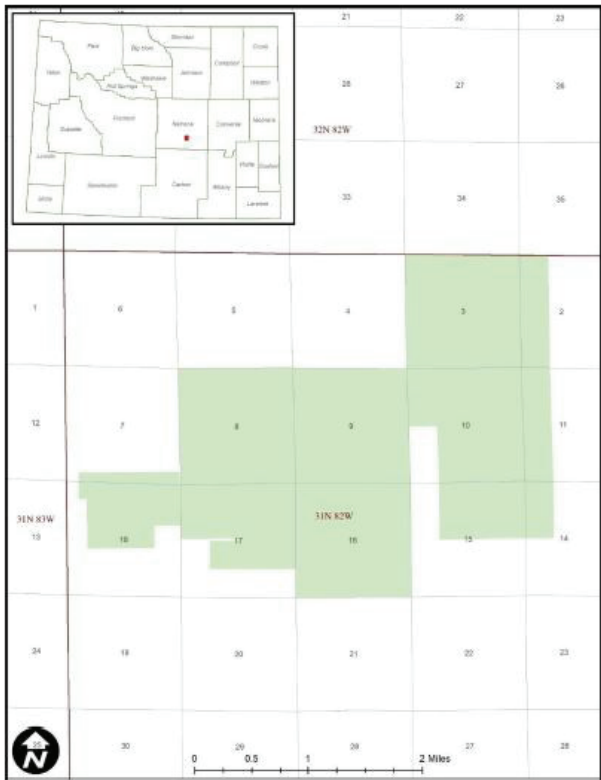 21 22 23
Sheridan
Crook
Park
Big Horn
Campbell
Johnson
Teton
Washakie
Weston
Hot Springs
28 27 26
Fremont
Natrona
Converse
Niobrara
Sublette
32N 82W
Lincoln
Platte
Goshen
Sweetwater
Carbon
Albany
Uinta
Laramie
33 34 35
1 6 5 4 3 2
12 7 8 9 10 11
31N 83W
31N 82W
13 18 17 16 15 14
24 19 20 21 22 23
30 29 28 27 26
N
0 0.5 1 2 Miles